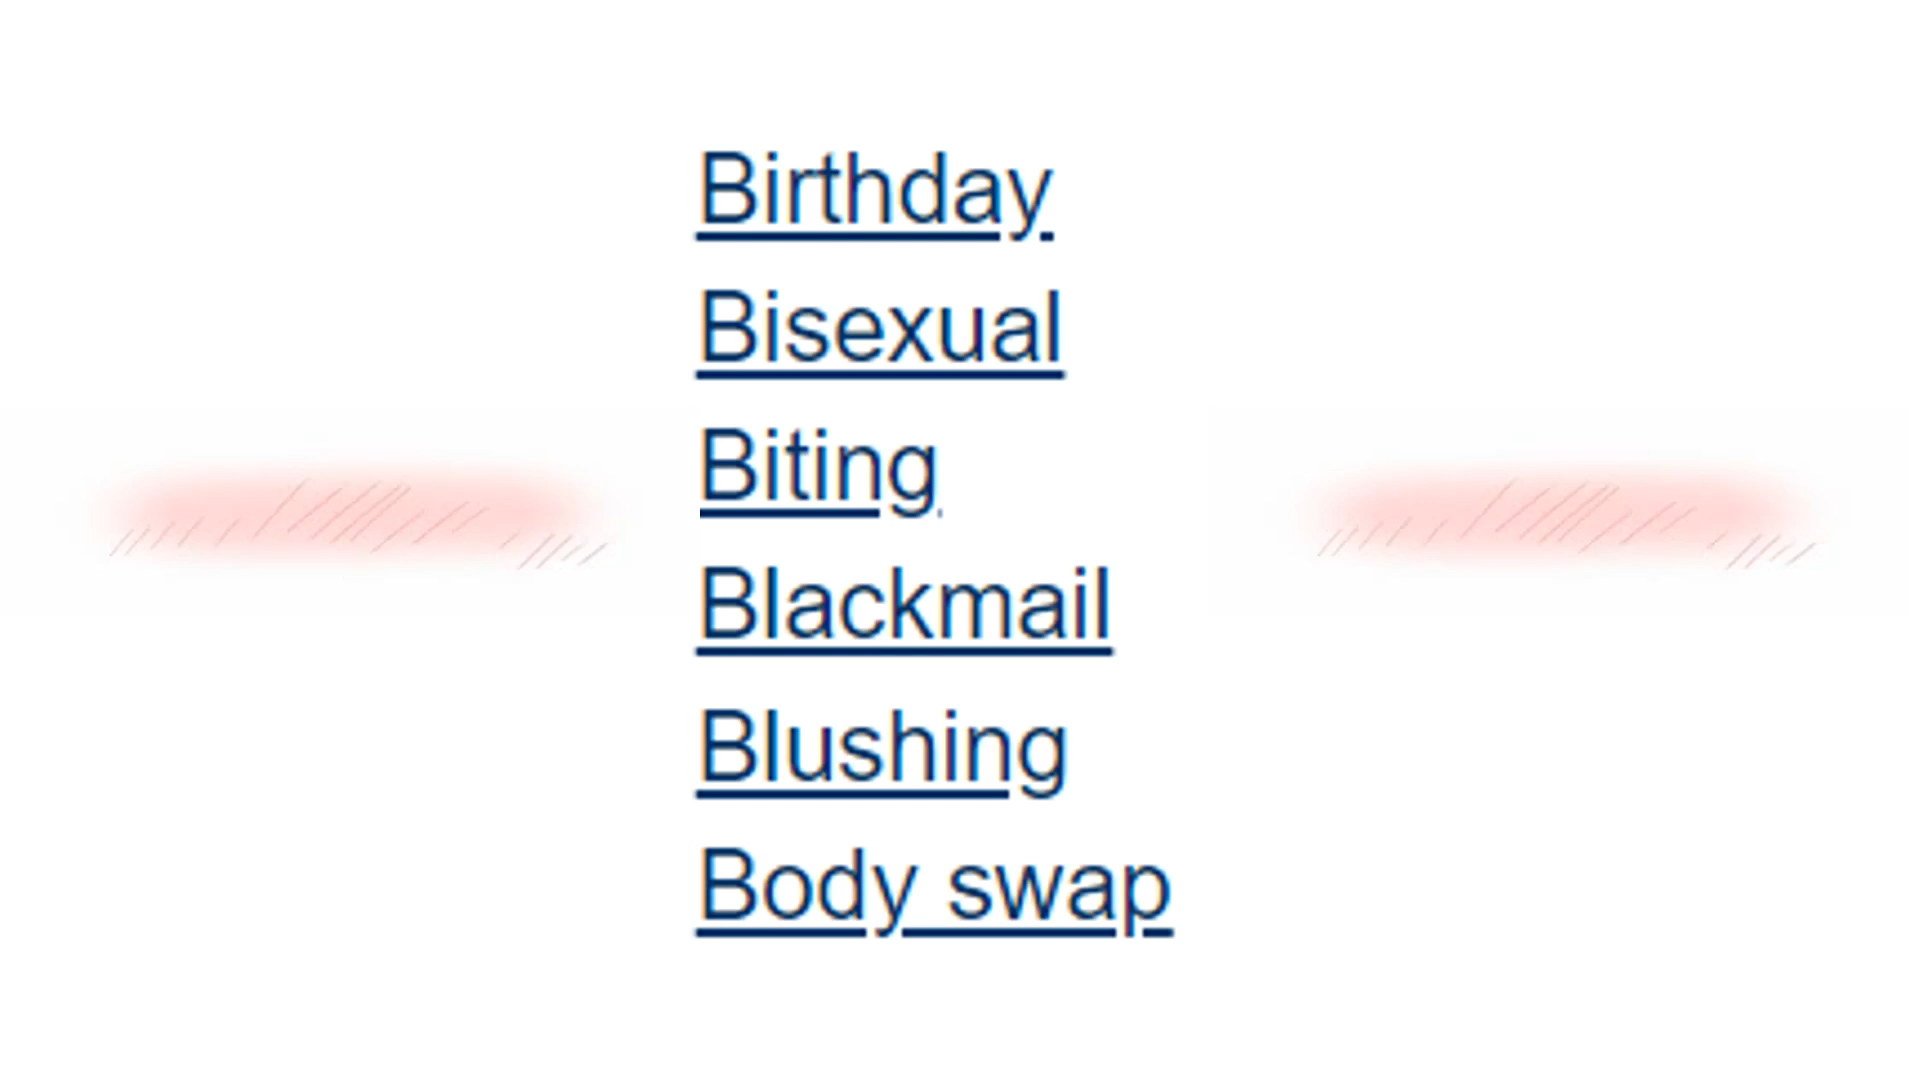 Birthday
Bisexual
Biting
Blackmail
Blushing
Body swap